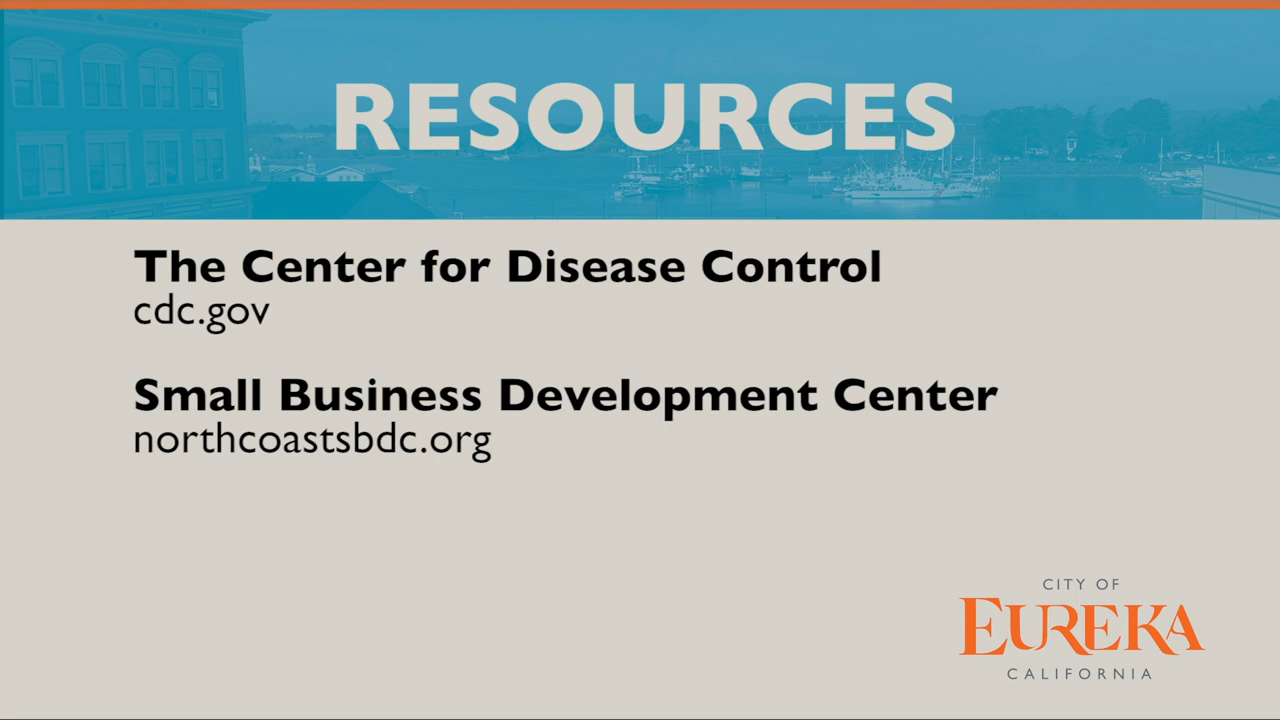 RESOURCES
The Center for Disease Control
cdc.gov
Small Business Development Center
northcoastsbdc.org
CITY OF
EUREKA
CALIFORNIA